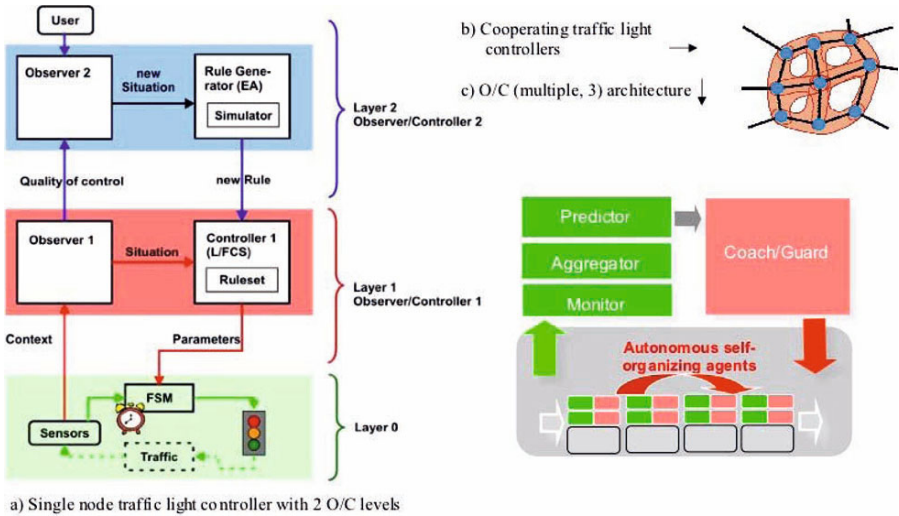 User
Observer 2
new
Situation
Rule Gene-
rator (EA)
Simulator
Layer 2
Observer/Controller 2
Quality of control
new Rule
Observer 1
Situation
Controller 1
(L/FCS)
Ruleset
Layer 1
Observer/Controller 1
Context
Parameters
FSM
Sensors
Traffic
Layer 0
a) Single node traffic light controller with 2 O/C levels
b) Cooperating traffic light
controllers
c) O/C (multiple, 3) architecture
Predictor
Aggregator
Monitor
Coach/Guard
Autonomous self-
organizing agents